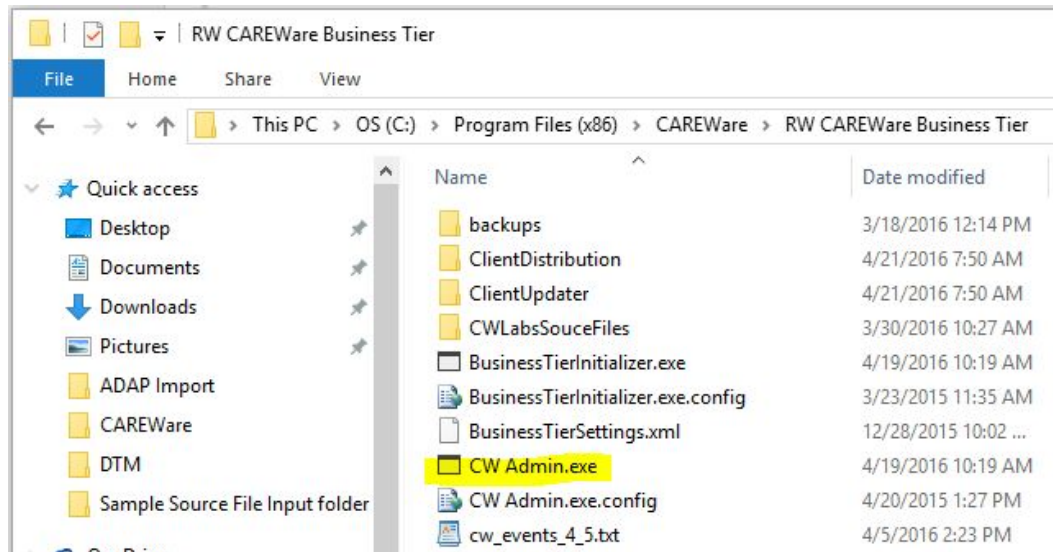 RW CAREWare Business Tier
File Home Share View
This PC > OS (C:) > Program Files (x86) > CAREWare > RW CAREWare Business Tier
Name Date modified
Quick access
Desktop
Documents
Downloads
Pictures
ADAP Import
CAREWare
DTM
Sample Source File Input folder
backups 3/18/2016 12:14 PM
ClientDistribution 4/21/2016 7:50 AM
ClientUpdater 4/21/2016 7:50 AM
CWLabsSouceFiles 3/30/2016 10:27 AM
BusinessTierInitializer.exe 4/19/2016 10:19 AM
BusinessTierInitializer.exe.config 3/23/2015 11:35 AM
BusinessTierSettings.xml 12/28/2015 10:02 ...
CW Admin.exe 4/19/2016 10:19 AM
CW Admin.exe.config 4/20/2015 1:27 PM
cw_events_4_5.txt 4/5/2016 2:23 PM